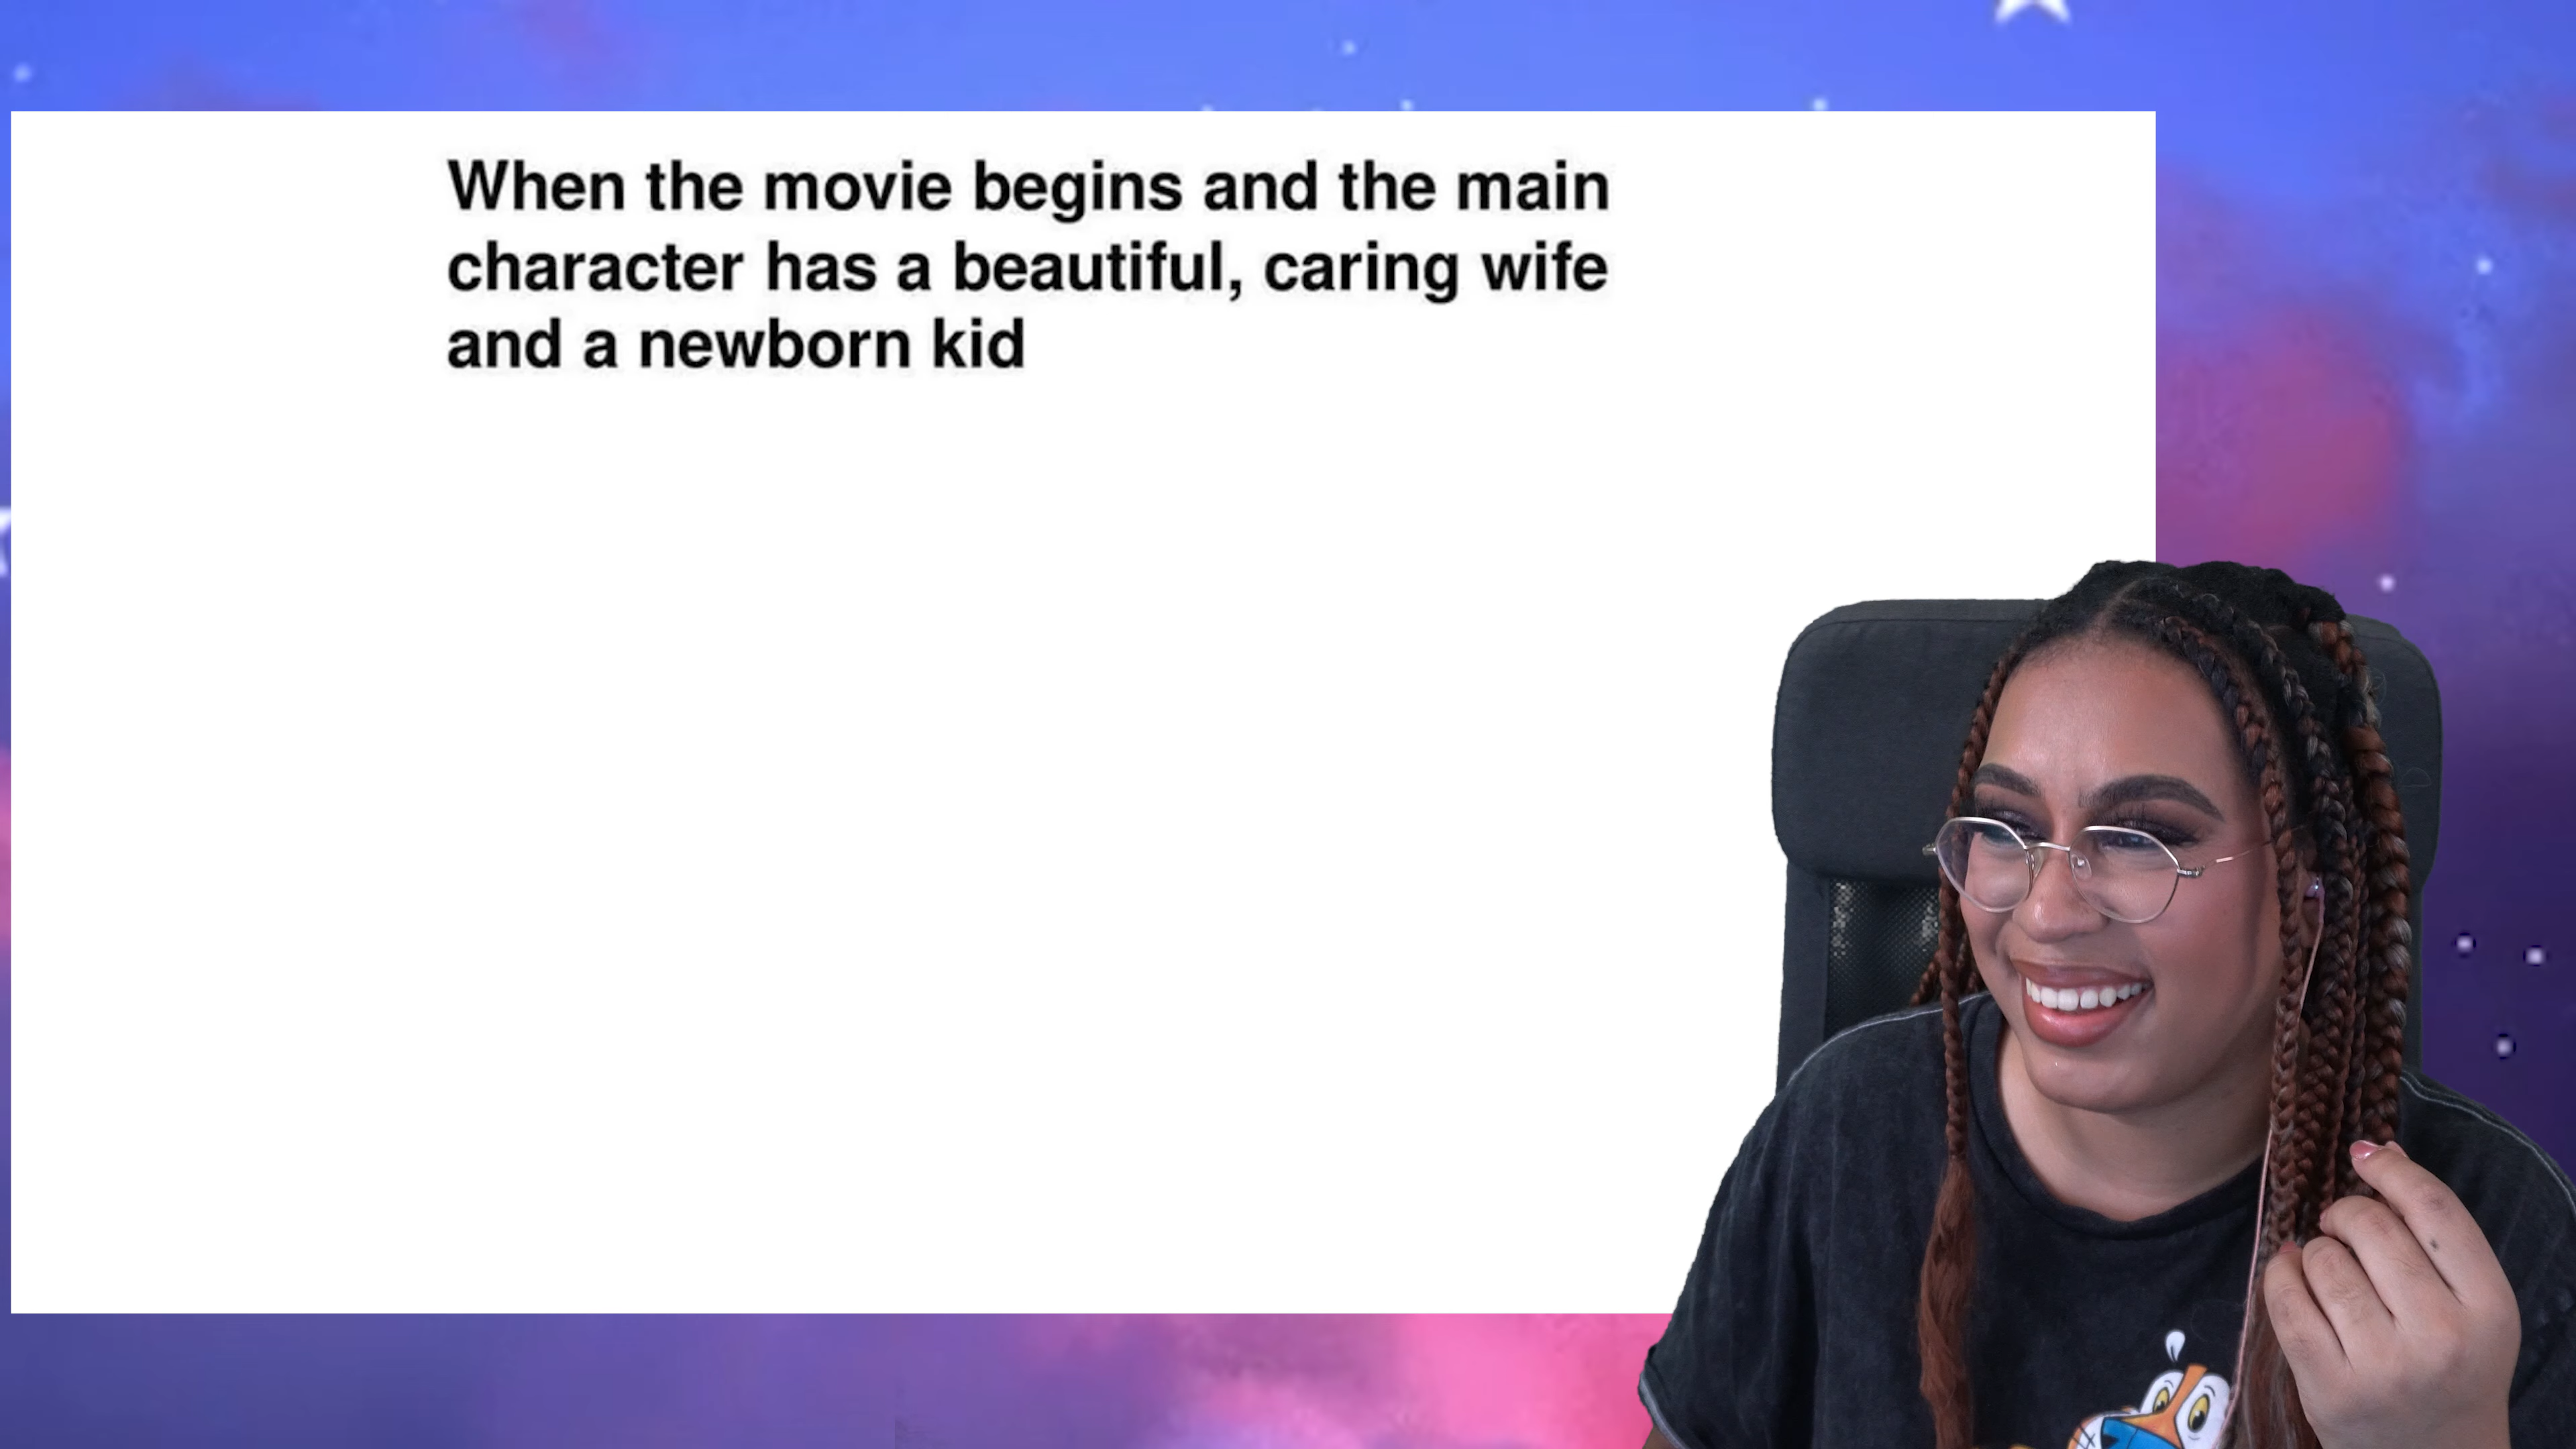 When the movie begins and the main
character has a beautiful, caring wife
and a newborn kid